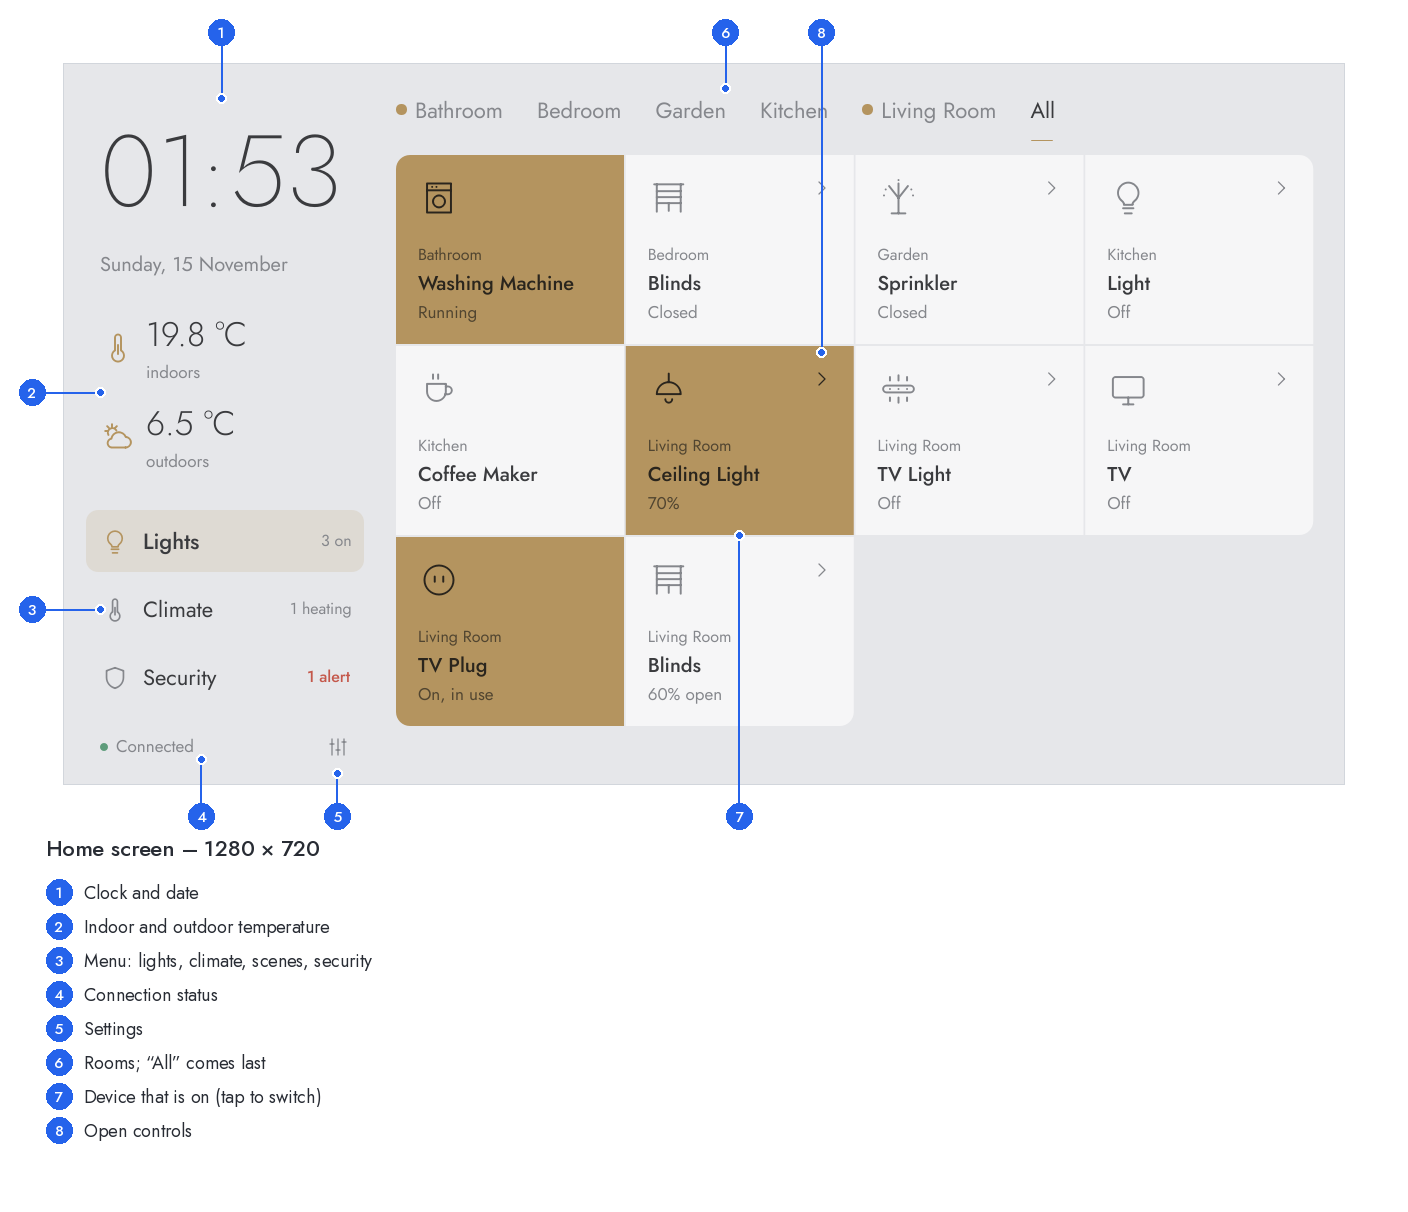 1
6
8
01:53
Sunday, 15 November
19.8 °C
indoors
2
6.5 °C
outdoors
Lights 3 on
3
Climate 1 heating
Security 1 alert
Connected
Bathroom Bedroom Garden Kitchen Living Room All
Bathroom
Washing Machine
Running
Bedroom
Blinds
Closed
Garden
Sprinkler
Closed
Kitchen
Light
Off
Kitchen
Coffee Maker
Off
Living Room
Ceiling Light
70%
Living Room
TV Light
Off
Living Room
TV
Off
Living Room
TV Plug
On, in use
Living Room
Blinds
60% open
4
5
7
Home screen – 1280 × 720
1 Clock and date
2 Indoor and outdoor temperature
3 Menu: lights, climate, scenes, security
4 Connection status
5 Settings
6 Rooms; “All” comes last
7 Device that is on (tap to switch)
8 Open controls